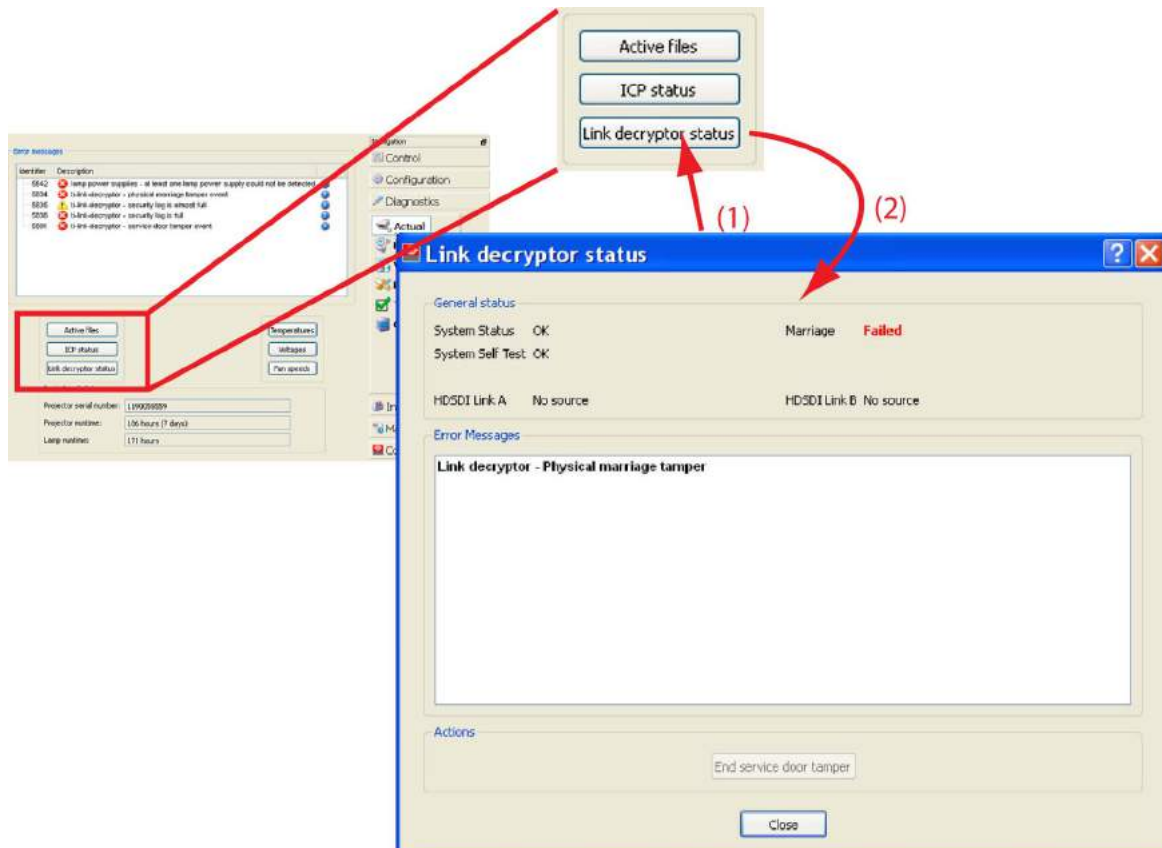 Active files
ICP status
Link decryptor status
(1)
(2)
Error messages
Identifier Description
5842 lamp power supplies - at least one lamp power supply could not be detected
5834 ti-link-decryptor - physical marriage tamper event
5835 ti-link-decryptor - security log is almost full
ti-link-decryptor - security log is full
ti-link-decryptor - service door tamper event
Navigation
Control
Configuration
Diagnostics
Actual
Active files
ICP status
Link decryptor status
Temperatures
Voltages
Fan speeds
Projector serial number:
Projector runtime: 186 hours (7 days)
Lamp runtime: 171 hours
Link decryptor status
General status
System Status OK Marriage Failed
System Self Test OK
HDSDI Link A No source HDSDI Link B No source
Error Messages
Link decryptor - Physical marriage tamper
Actions
End service door tamper
Close